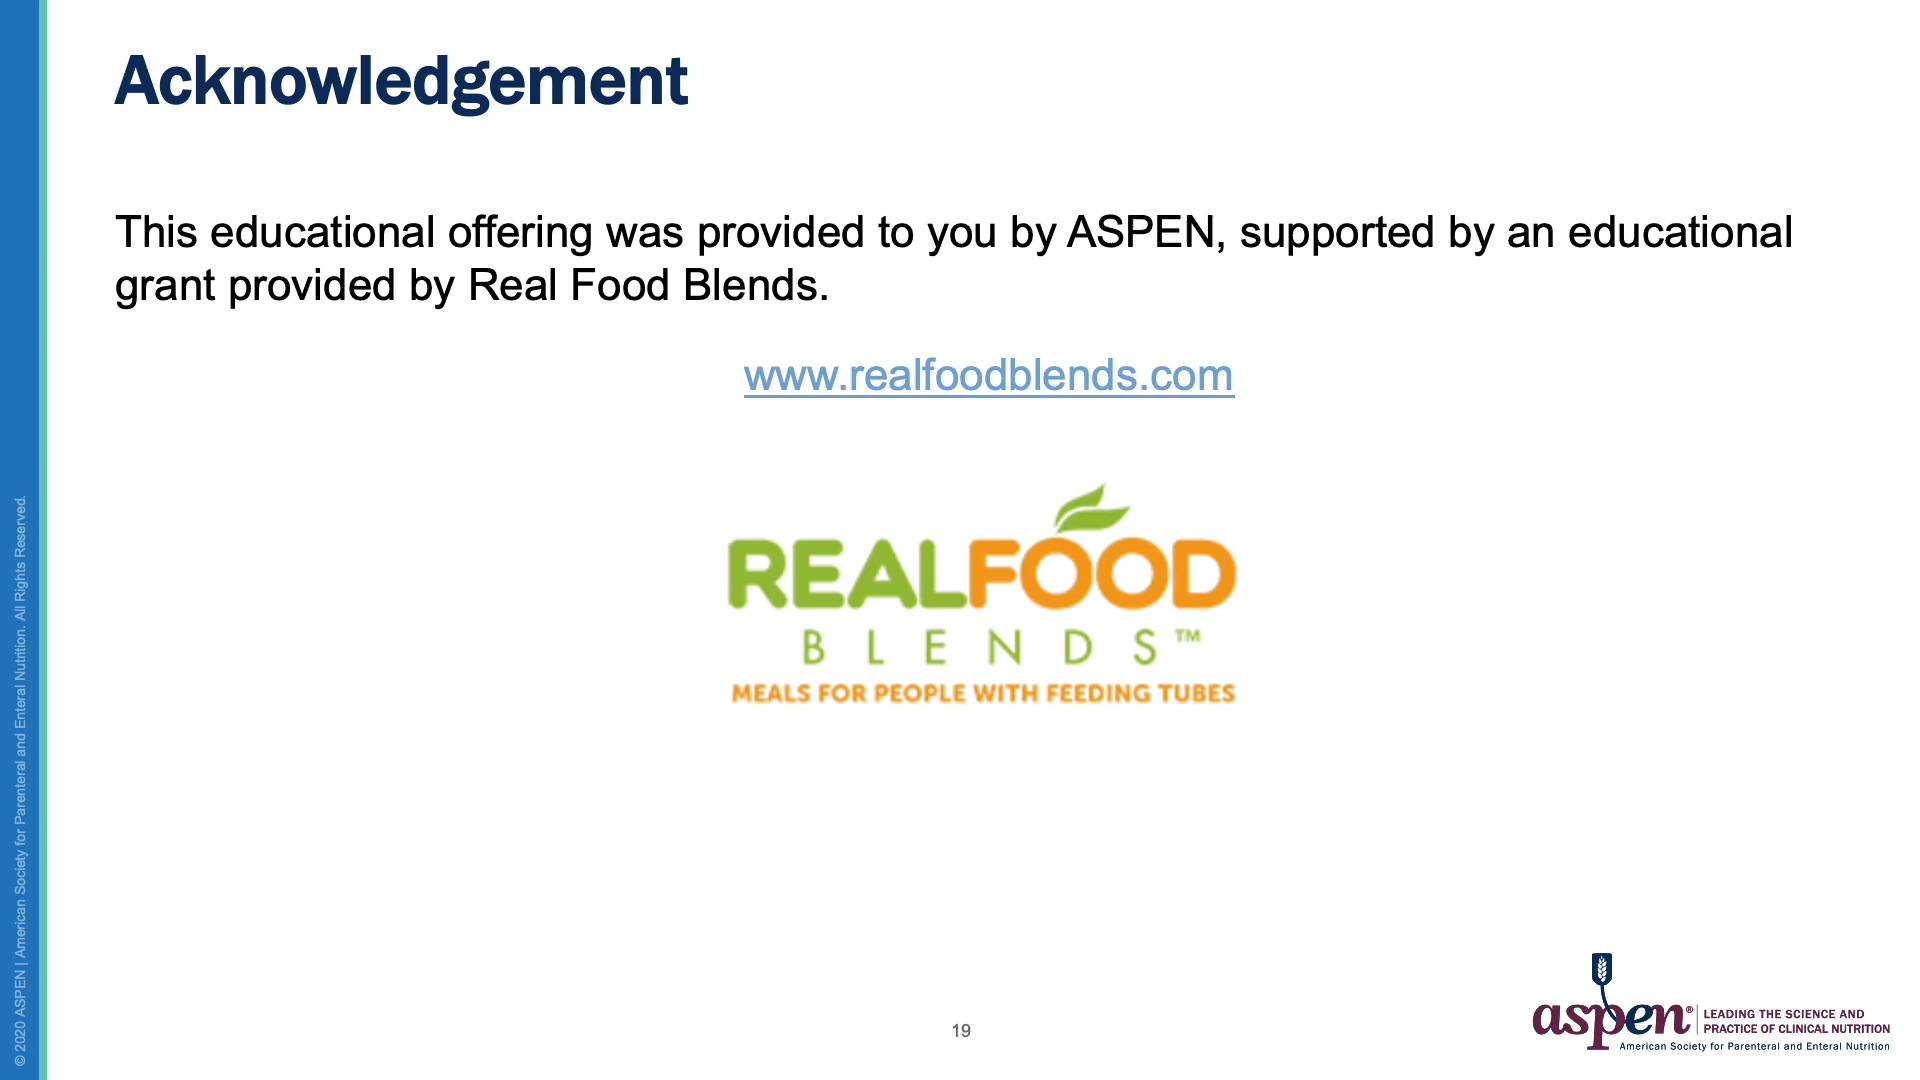 Acknowledgement
This educational offering was provided to you by ASPEN, supported by an educational
grant provided by Real Food Blends.
www.realfoodblends.com
REALFOOD
BLENDS™
MEALS FOR PEOPLE WITH FEEDING TUBES
© 2020 ASPEN | American Society for Parenteral and Enteral Nutrition. All Rights Reserved.
19
aspen®
LEADING THE SCIENCE AND
PRACTICE OF CLINICAL NUTRITION
American Society for Parenteral and Enteral Nutrition